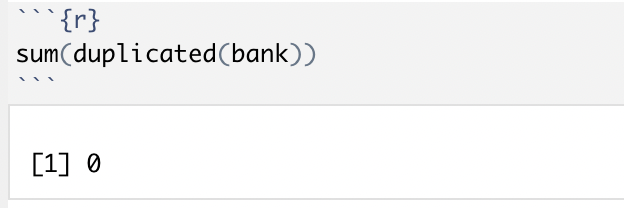 ```{r}
sum(duplicated(bank))
```
[1] 0